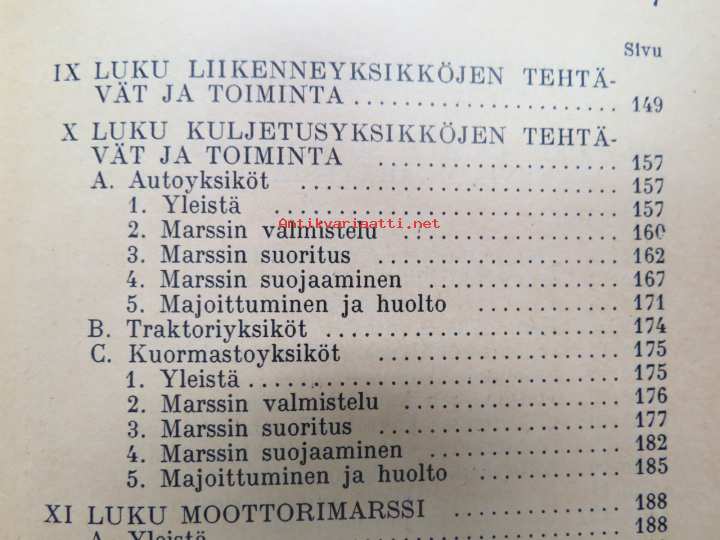 7
Sivu
IX LUKU LIIKENNEYKSIKKÖJEN TEHTÄ-
VÄT JA TOIMINTA ..................... 149
X LUKU KULJETUSYKSIKKÖJEN TEHTÄ-
VÄT JA TOIMINTA ................... 157
A. Autoyksiköt ......................... 157
1. Yleistä ........................... 157
Antikvariaatti.net
2. Marssin valmistelu ................. 160
3. Marssin suoritus ................... 162
4. Marssin suojaaminen ............... 167
5. Majoittuminen ja huolto ............ 171
B. Traktoriyksiköt ....................... 174
C. Kuormastoyksiköt .................... 175
1. Yleistä ............................. 175
2. Marssin valmistelu ................. 176
3. Marssin suoritus ................... 177
4. Marssin suojaaminen ............... 182
5. Majoittuminen ja huolto ............ 185
XI LUKU MOOTTORIMARSSI ............... 188
A. Yleistä ............................. 188